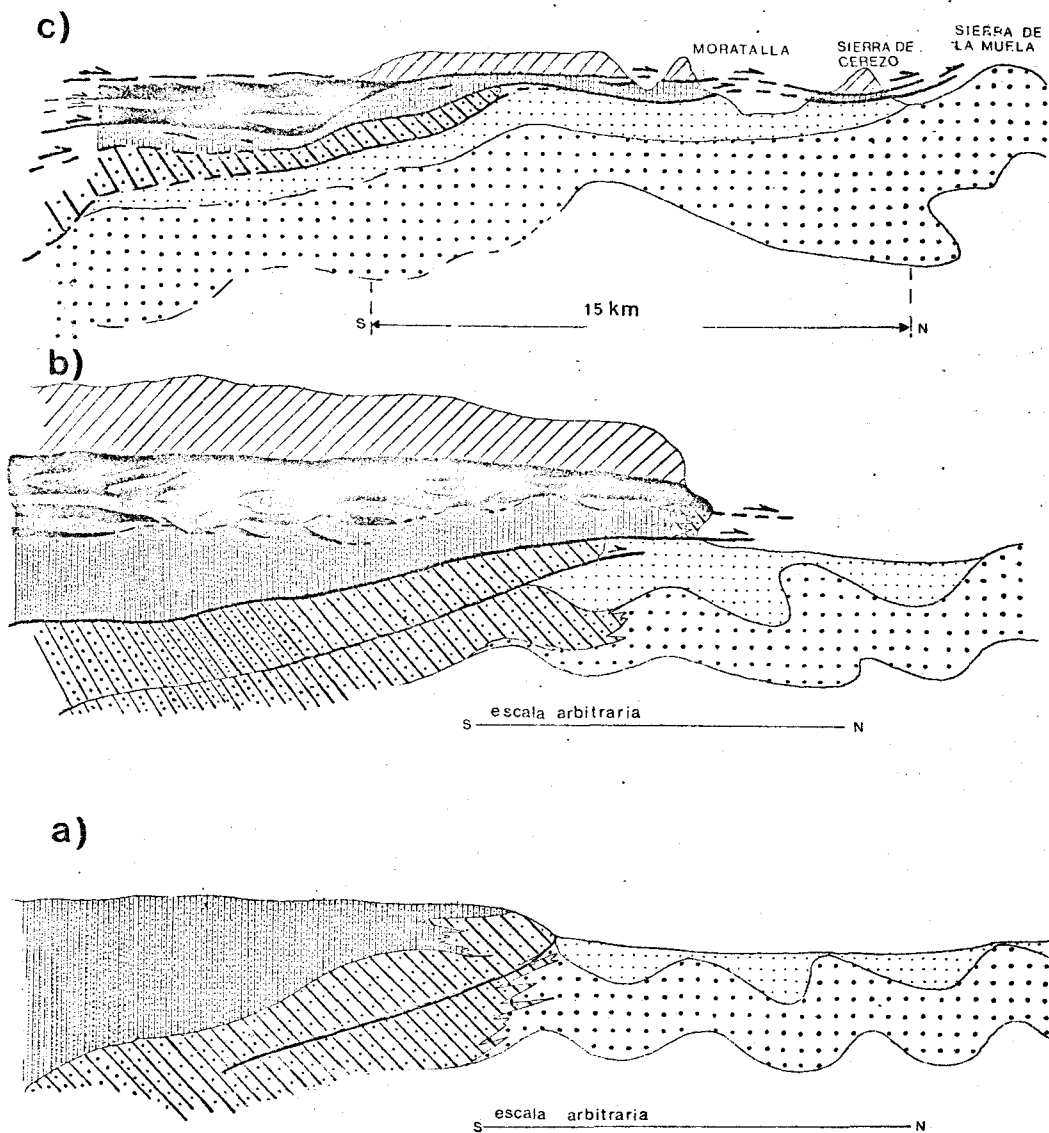 c)
MORATALLA
SIERRA DE
CEREZO
SIERRA DE
LA MUELA
15 km
S
N
b)
escala arbitraria
S
N
a)
escala arbitraria
S
N